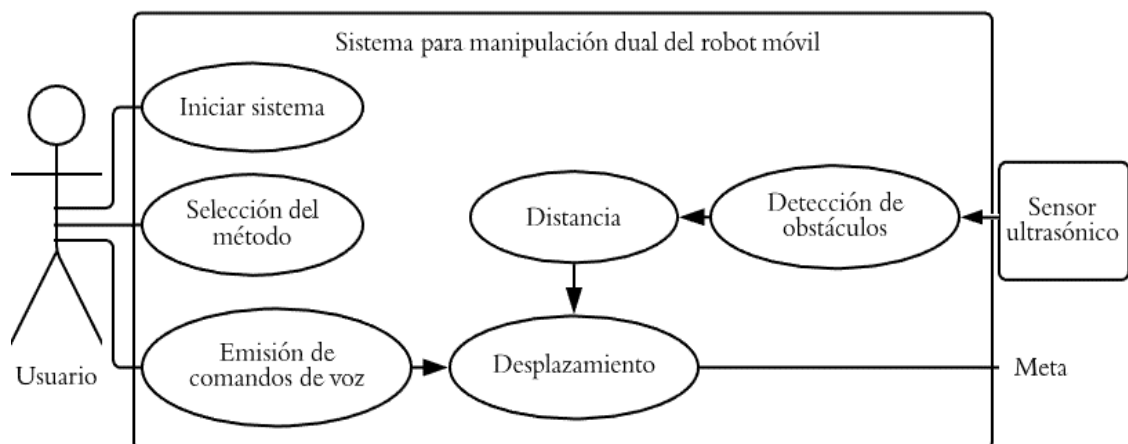 Sistema para manipulación dual del robot móvil
Iniciar sistema
Selección del
método
Distancia
Detección de
obstáculos
Sensor
ultrasónico
Emisión de
comandos de voz
Desplazamiento
Usuario
Meta